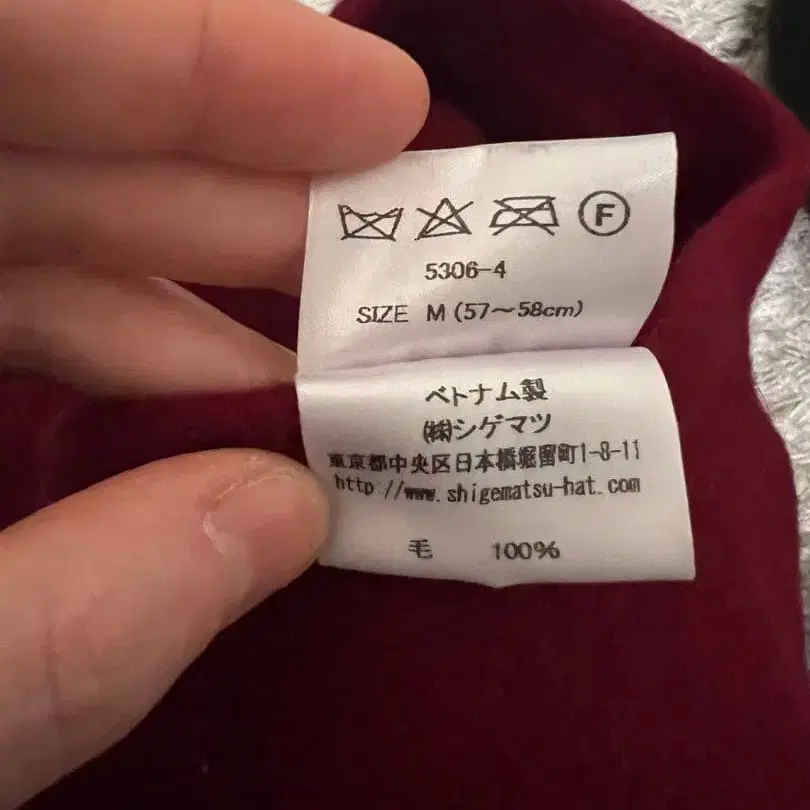 F
5306-4
SIZE M (57～58cm)
ベトナム製
㈱シゲマツ
東京都中央区日本橋堀留町1-8-11
http://www.shigematsu-hat.com
毛 100%